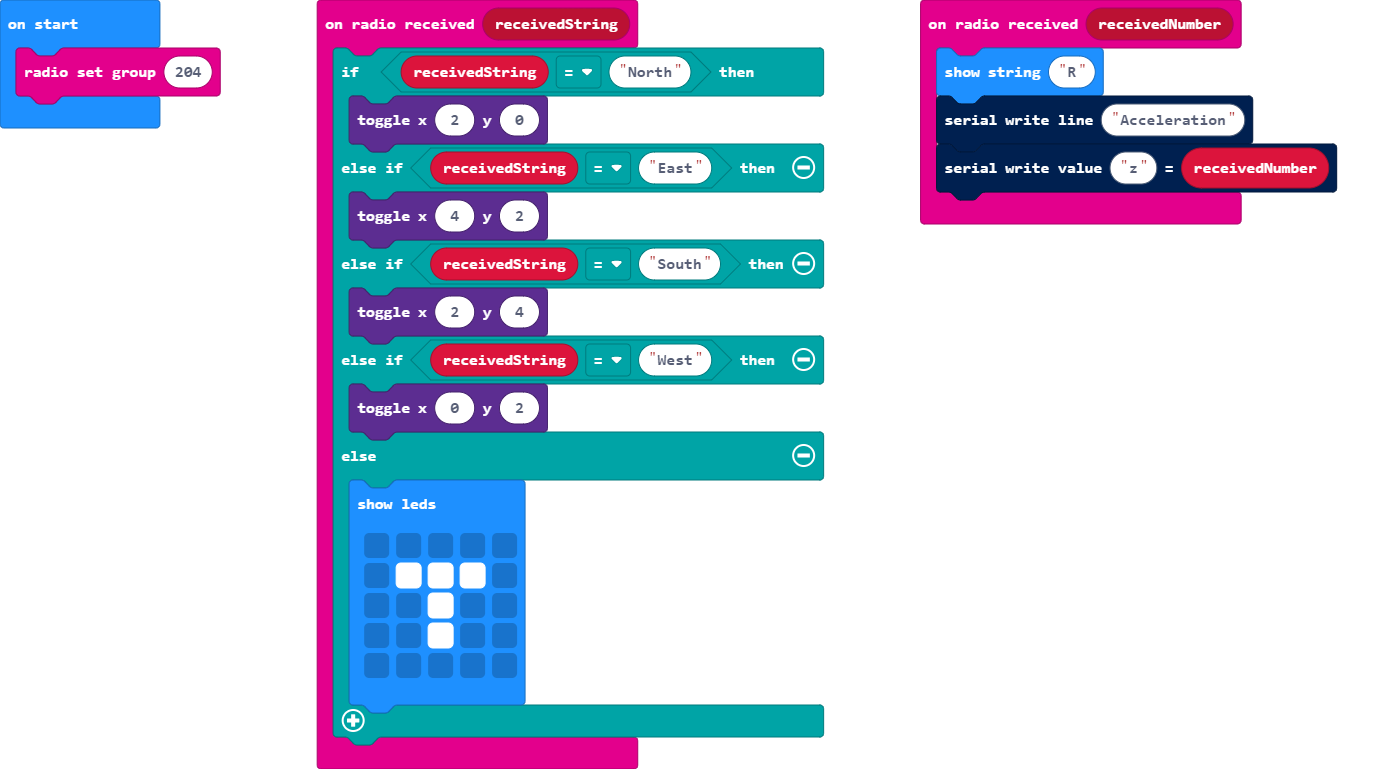 on start
radio set group 204
on radio received receivedString
if receivedString = "North" then
toggle x 2 y 0
else if receivedString = "East" then
toggle x 4 y 2
else if receivedString = "South" then
toggle x 2 y 4
else if receivedString = "West" then
toggle x 0 y 2
else
show leds
on radio received receivedNumber
show string "R"
serial write line "Acceleration"
serial write value "z" = receivedNumber